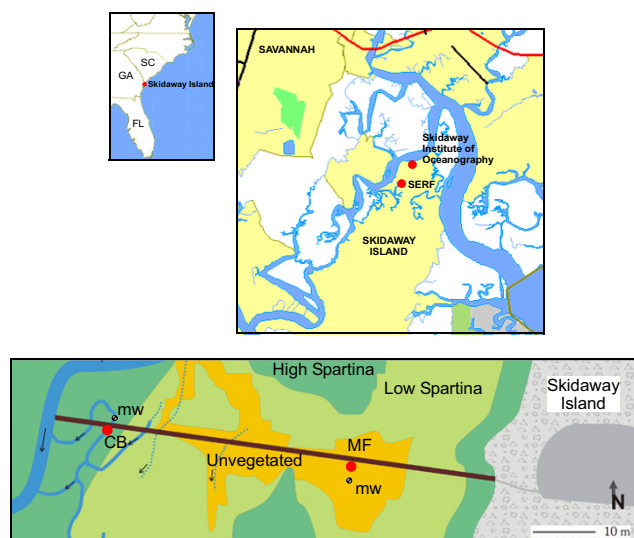 SC
GA
Skidaway Island
FL
SAVANNAH
Skidaway
Institute of
Oceanography
SERF
SKIDAWAY
ISLAND
High Spartina
Low Spartina
Skidaway
Island
mw
CB
MF
Unvegetated
mw
N
10 m